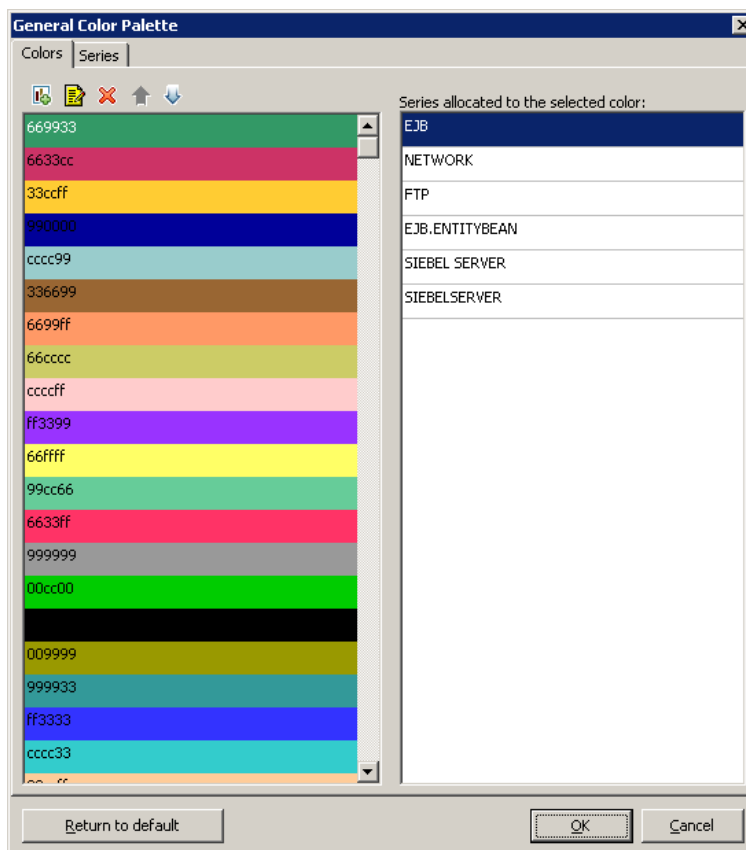 General Color Palette
Colors
Series
Series allocated to the selected color:
669933
6633cc
33ccff
990000
cccc99
336699
6699ff
66cccc
ccccff
ff3399
66ffff
99cc66
6633ff
999999
00cc00
009999
999933
ff3333
cccc33
EJB
NETWORK
FTP
EJB.ENTITYBEAN
SIEBEL SERVER
SIEBELSERVER
Return to default
OK
Cancel